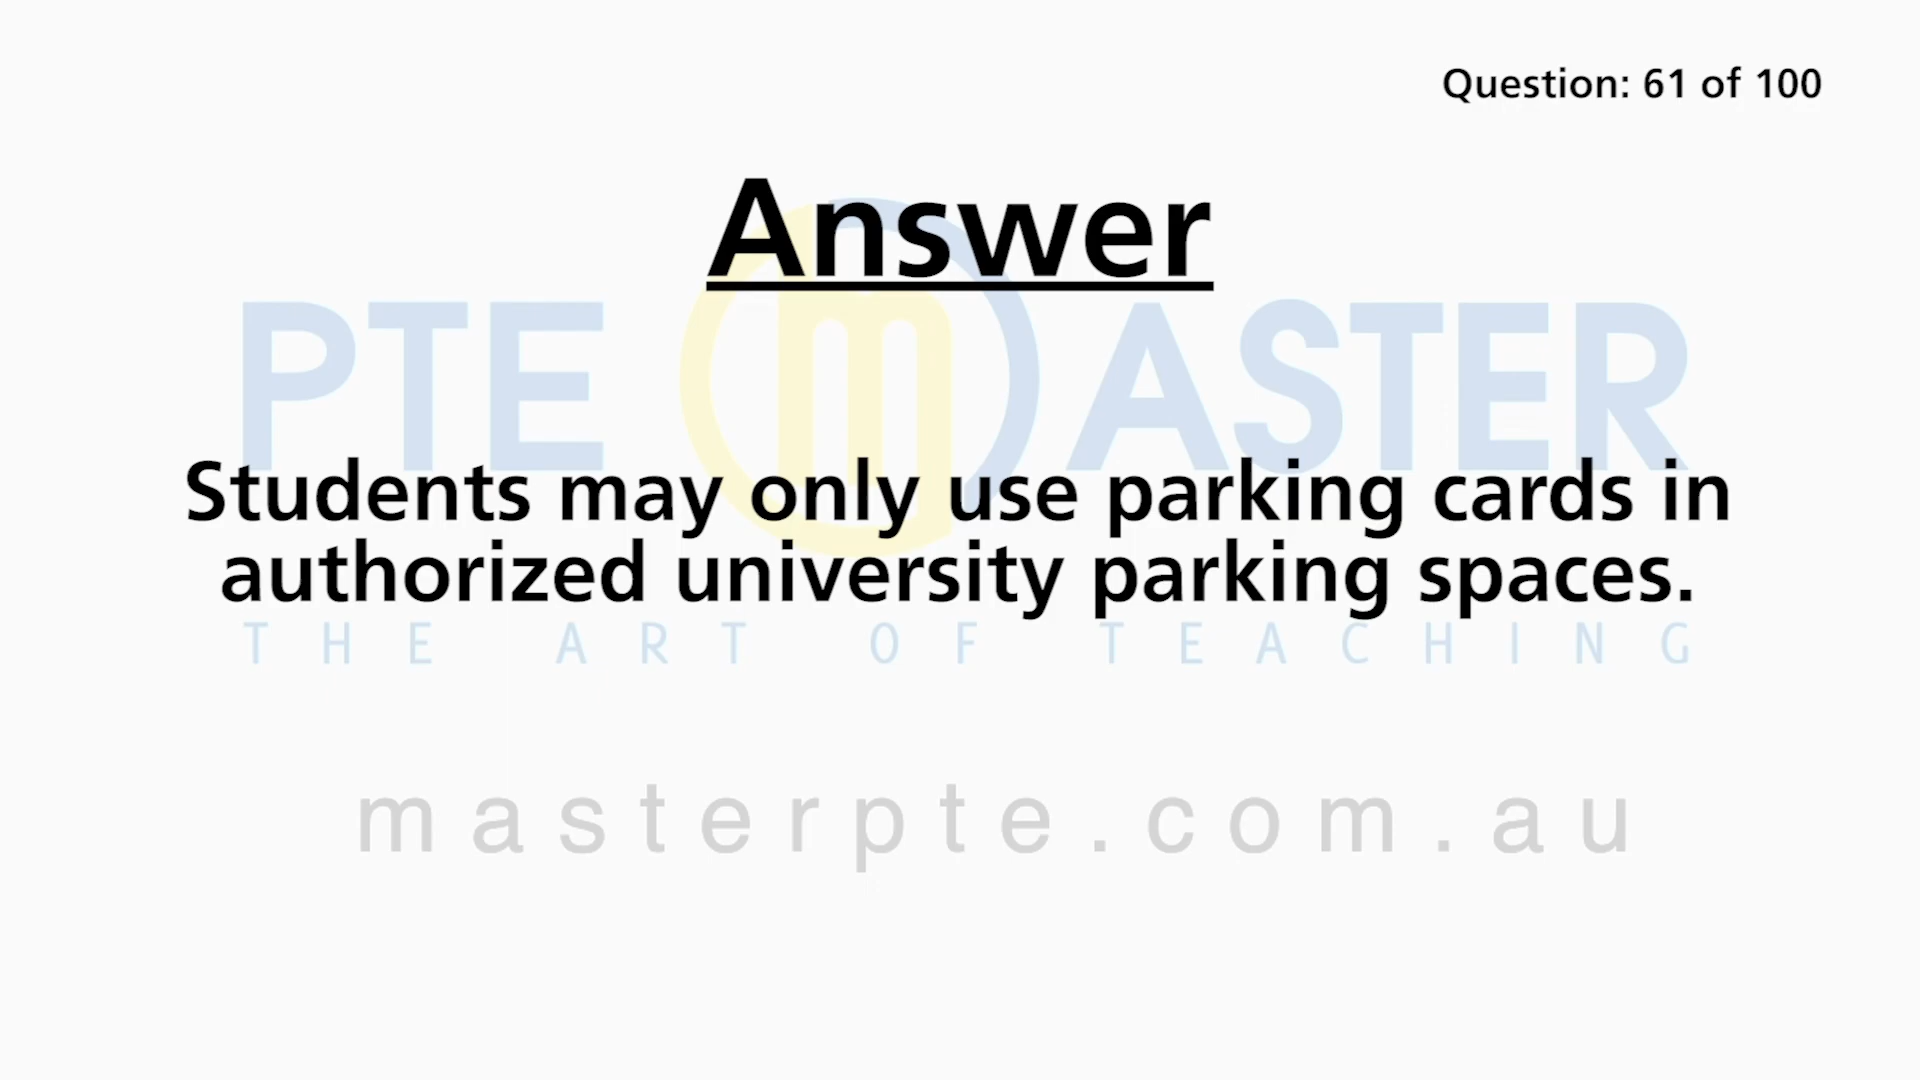 Question: 61 of 100
Answer
PTE MASTER
Students may only use parking cards in
authorized university parking spaces.
THE ART OF TEACHING
masterpte.com.au